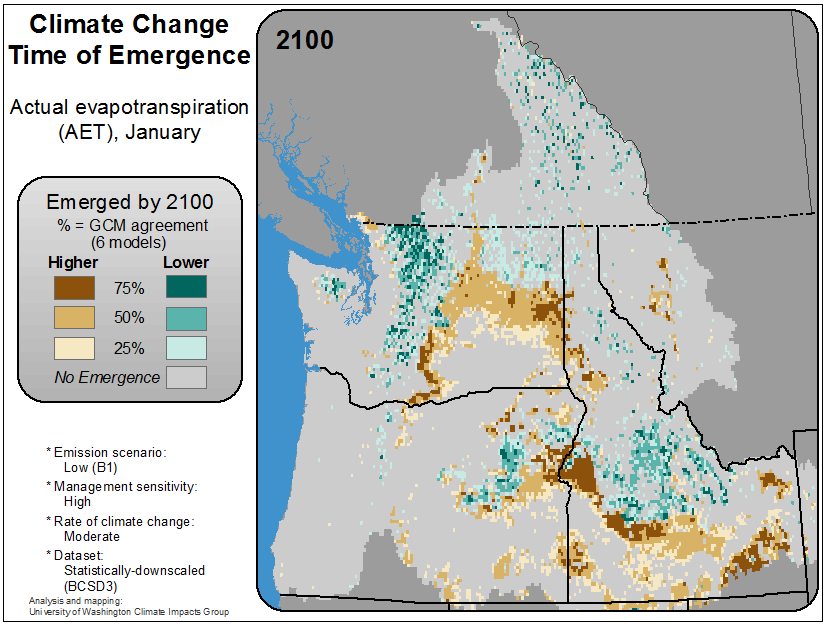 Climate Change
Time of Emergence
Actual evapotranspiration
(AET), January
2100
Emerged by 2100
% = GCM agreement
(6 models)
Higher Lower
75%
50%
25%
No Emergence
* Emission scenario:
Low (B1)
* Management sensitivity:
High
* Rate of climate change:
Moderate
* Dataset:
Statistically-downscaled
(BCSD3)
Analysis and mapping:
University of Washington Climate Impacts Group